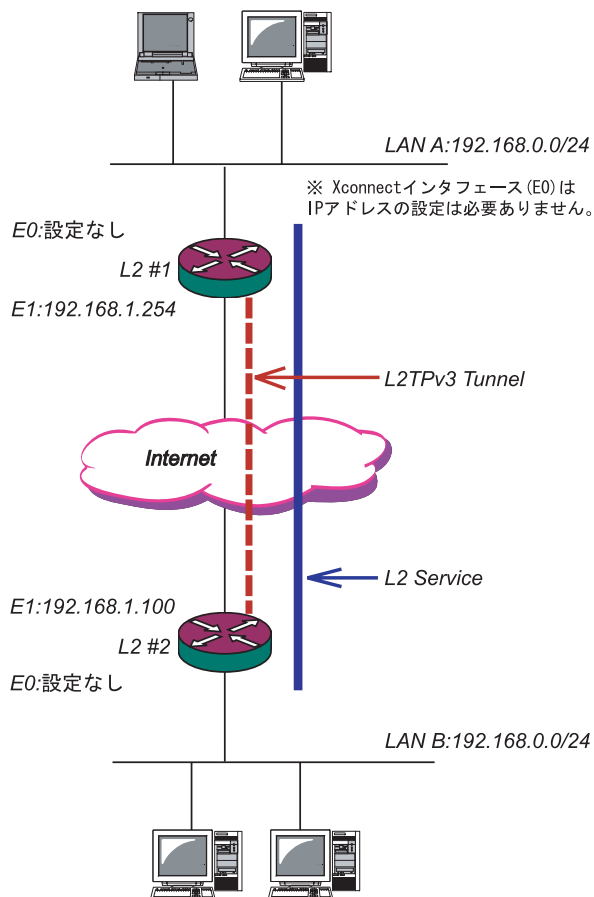 LAN A:192.168.0.0/24
※ Xconnectインタフェース(E0)は
IPアドレスの設定は必要ありません。
E0:設定なし
L2 #1
E1:192.168.1.254
L2TPv3 Tunnel
Internet
L2 Service
E1:192.168.1.100
L2 #2
E0:設定なし
LAN B:192.168.0.0/24